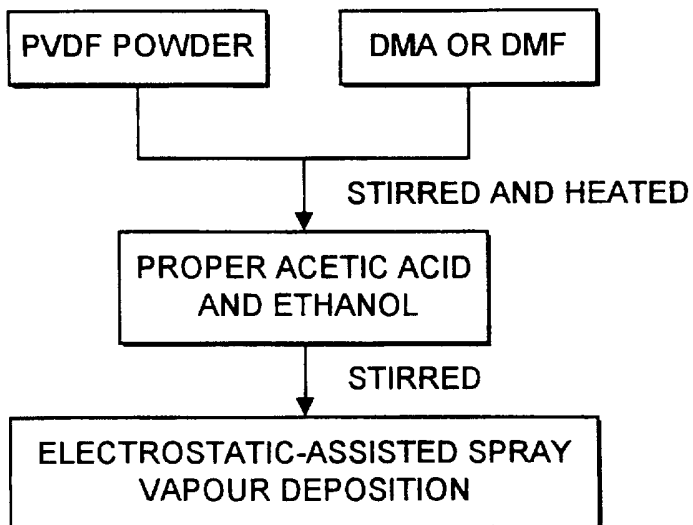 PVDF POWDER
DMA OR DMF
STIRRED AND HEATED
PROPER ACETIC ACID
AND ETHANOL
STIRRED
ELECTROSTATIC-ASSISTED SPRAY
VAPOUR DEPOSITION